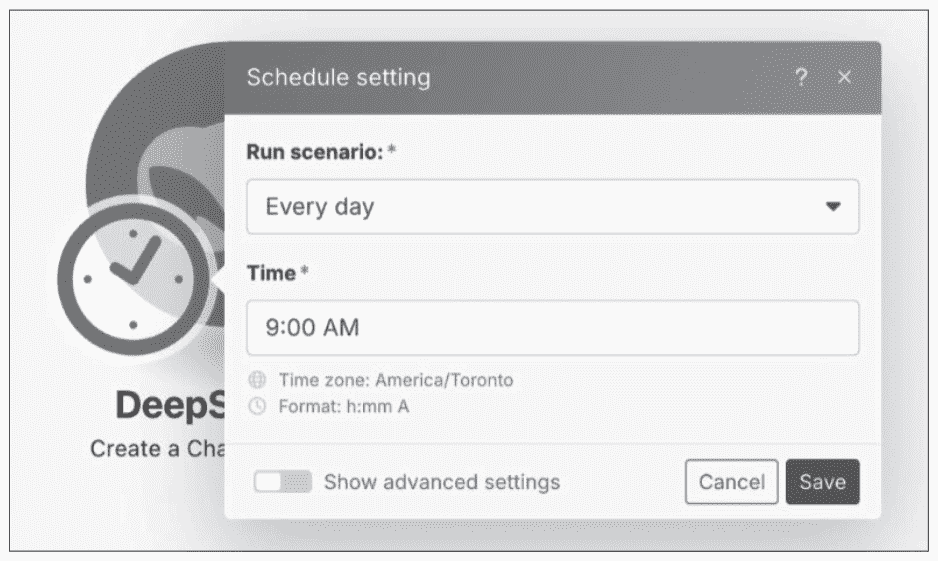 Schedule setting ? ×
Run scenario: *
Every day
Time *
9:00 AM
Time zone: America/Toronto
Format: h:mm A
DeepS
Create a Cha
Show advanced settings
Cancel
Save